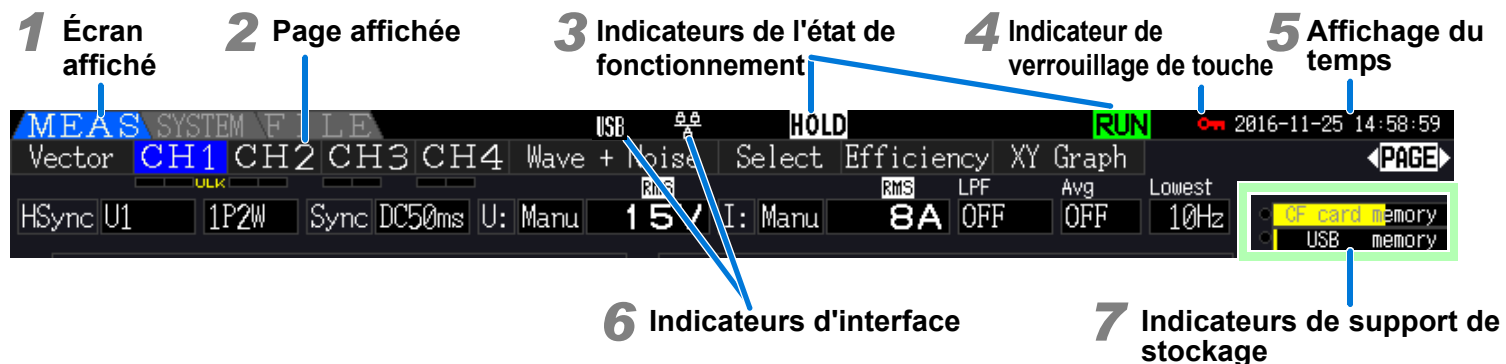 1 Écran affiché
2 Page affichée
3 Indicateurs de l'état de fonctionnement
4 Indicateur de verrouillage de touche
5 Affichage du temps
MEAS SYSTEM FILE USB HOLD RUN 2016-11-25 14:58:59
Vector CH1 CH2 CH3 CH4 Wave + Noise Select Efficiency XY Graph PAGE
ULK RMS RMS LPF Avg Lowest
HSync U1 1P2W Sync DC50ms U: Manu 15V I: Manu 8A OFF OFF 10Hz
CF card memory
USB memory
6 Indicateurs d'interface
7 Indicateurs de support de stockage